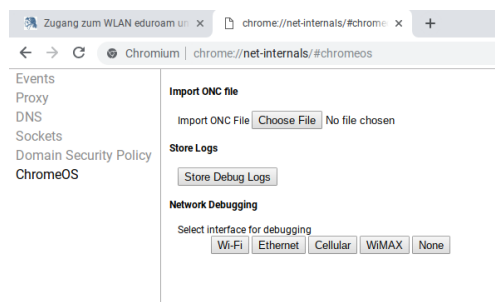 Zugang zum WLAN eduroam un
chrome://net-internals/#chrome
Chromium | chrome://net-internals/#chromeos
Events
Proxy
DNS
Sockets
Domain Security Policy
ChromeOS
Import ONC file
Import ONC File Choose File No file chosen
Store Logs
Store Debug Logs
Network Debugging
Select interface for debugging
Wi-Fi Ethernet Cellular WiMAX None